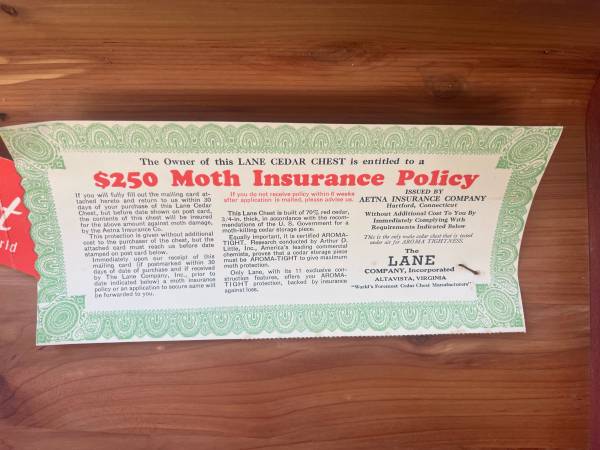 The Owner of this LANE CEDAR CHEST is entitled to a
$250 Moth Insurance Policy
If you will fully fill out the mailing card at-
tached hereto and return to us within 30
days of your purchase of this Lane Cedar
Chest, but before date shown on post card,
the contents of this chest will be insured
for the above amount against moth damage,
by the Aetna Insurance Co.
This protection is given without additional
cost to the purchaser of the chest, but the
attached card must reach us before date
stamped on post card below.
Immediately upon our receipt of this
mailing card (if postmarked within 30
days of date of purchase and if received
by The Lane Company, Inc., prior to
date indicated below) a moth insurance
policy or an application to secure same will
be forwarded to you.
If you do not receive policy within 6 weeks
after application is mailed, please advise us.
This Lane Chest is built of 70% red cedar,
3/4-in. thick, in accordance with the recom-
mendations of the U. S. Government for a
moth-killing cedar storage piece.
Equally important, it is certified AROMA-
TIGHT. Research conducted by Arthur D.
Little, Inc., America's leading commercial
chemists, proves that a cedar storage piece
must be AROMA-TIGHT to give maximum
moth protection.
Only Lane, with its 11 exclusive con-
struction features, offers you AROMA-
TIGHT protection, backed by insurance
against loss.
ISSUED BY
AETNA INSURANCE COMPANY
Hartford, Connecticut
Without Additional Cost To You By
Immediately Complying With
Requirements Indicated Below
This is the only make cedar chest that is tested
under air for AROMA TIGHTNESS.
The
LANE
COMPANY, Incorporated
ALTAVISTA, VIRGINIA
"World's Foremost Cedar Chest Manufacturers"